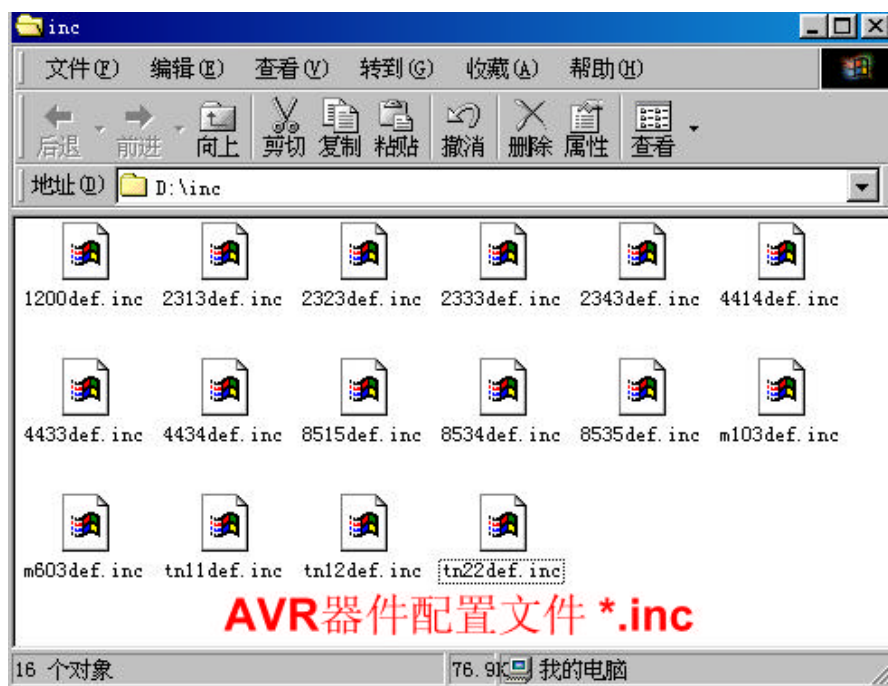 inc
文件(F) 编辑(E) 查看(V) 转到(G) 收藏(A) 帮助(H)
后退 前进 向上 剪切 复制 粘贴 撤消 删除 属性 查看
地址(D) D:\inc
1200def.inc 2313def.inc 2323def.inc 2333def.inc 2343def.inc 4414def.inc
4433def.inc 4434def.inc 8515def.inc 8534def.inc 8535def.inc m103def.inc
m603def.inc tn11def.inc tn12def.inc tn22def.inc
AVR器件配置文件 *.inc
16 个对象 76.9K 我的电脑